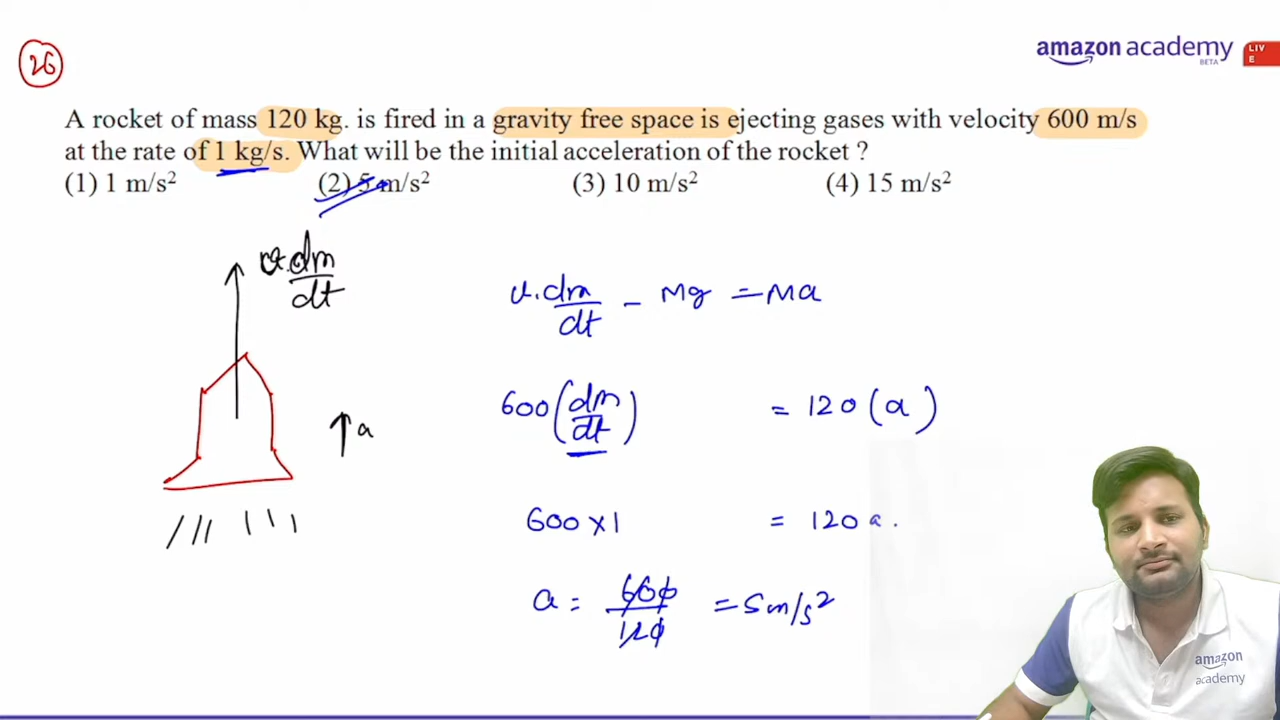 26
amazon academy
BETA
LIV
E
A rocket of mass 120 kg. is fired in a gravity free space is ejecting gases with velocity 600 m/s
at the rate of 1 kg/s. What will be the initial acceleration of the rocket ?
(1) 1 m/s² (2) 5 m/s² (3) 10 m/s² (4) 15 m/s²
v.dm/dt
v.dm/dt - Mg = Ma
a
600(dm/dt) = 120(a)
600×1 = 120a.
a = 600/120 = 5m/s²
amazon
academy